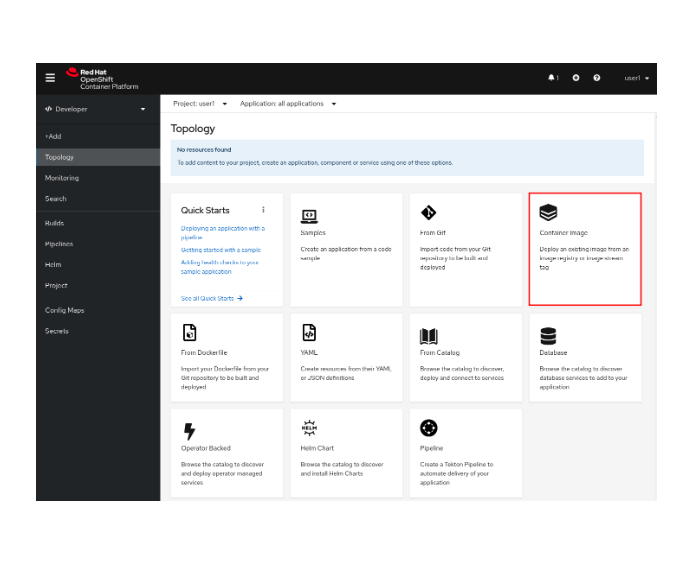 Red Hat
OpenShift
Container Platform
1
user1
Developer
Project: user1
Application: all applications
+Add
Topology
Monitoring
Search
Builds
Pipelines
Helm
Project
Config Maps
Secrets
Topology
No resources found
To add content to your project, create an application, component or service using one of these options.
Quick Starts
Deploying an application with a
pipeline
Getting started with a sample
Adding health checks to your
sample application
See all Quick Starts
Samples
Create an application from a code
sample
From Git
Import code from your Git
repository to be built and
deployed
Container Image
Deploy an existing image from an
image registry or image stream
tag
From Dockerfile
Import your Dockerfile from your
Git repository to be built and
deployed
YAML
Create resources from their YAML
or JSON definitions
From Catalog
Browse the catalog to discover,
deploy and connect to services
Database
Browse the catalog to discover
database services to add to your
application
Operator Backed
Browse the catalog to discover
and deploy operator managed
services
HELM
Helm Chart
Browse the catalog to discover
and install Helm Charts
Pipeline
Create a Tekton Pipeline to
automate delivery of your
application